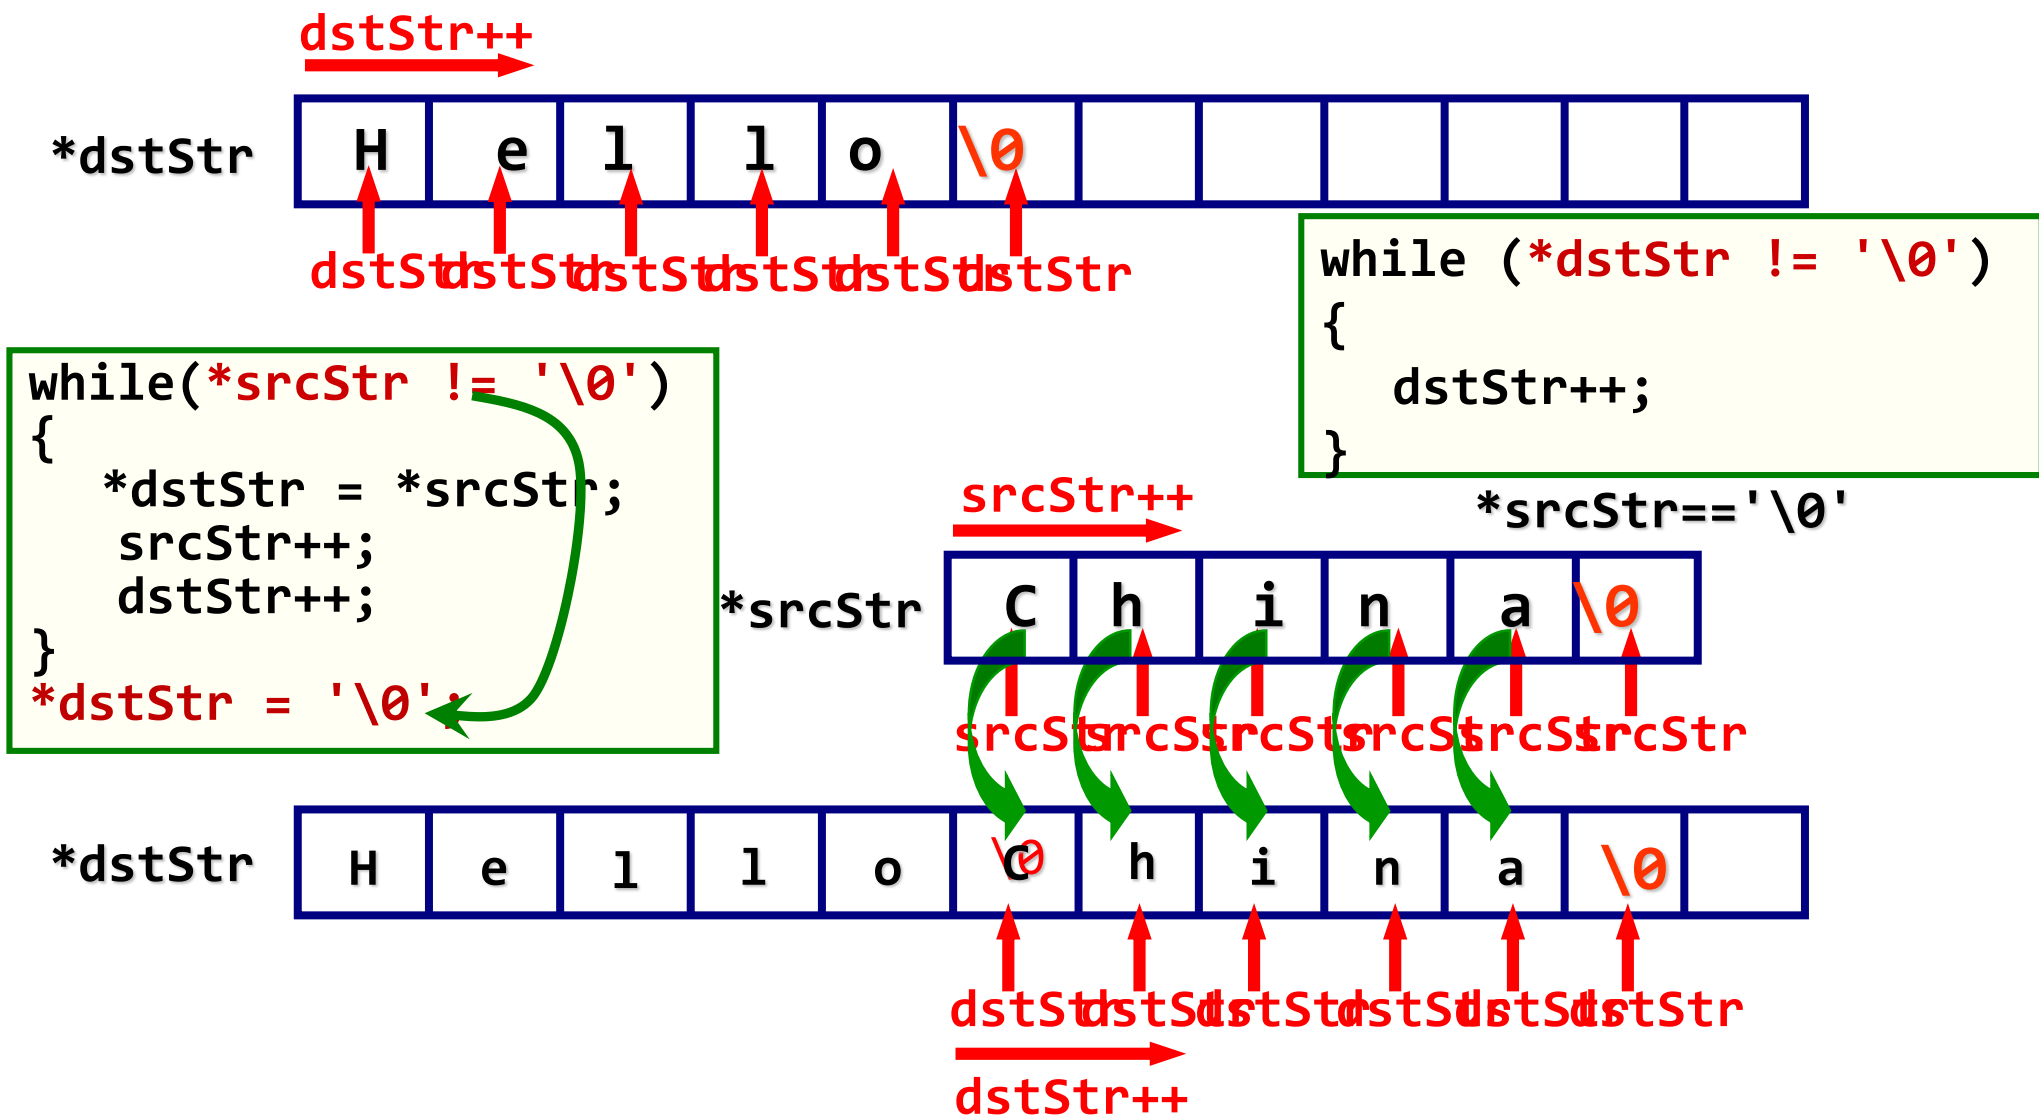 dstStr++
*dstStr H e l l o \0
dstStr dstStr dstStr dstStr dstStr dstStr
while (*dstStr != '\0')
{
dstStr++;
}
while(*srcStr != '\0')
{
*dstStr = *srcStr;
srcStr++;
dstStr++;
}
*dstStr = '\0';
srcStr++
*srcStr=='\0'
*srcStr C h i n a \0
srcStr srcStr srcStr srcStr srcStr srcStr
*dstStr H e l l o \0 C h i n a \0
dstStr dstStr dstStr dstStr dstStr dstStr
dstStr++